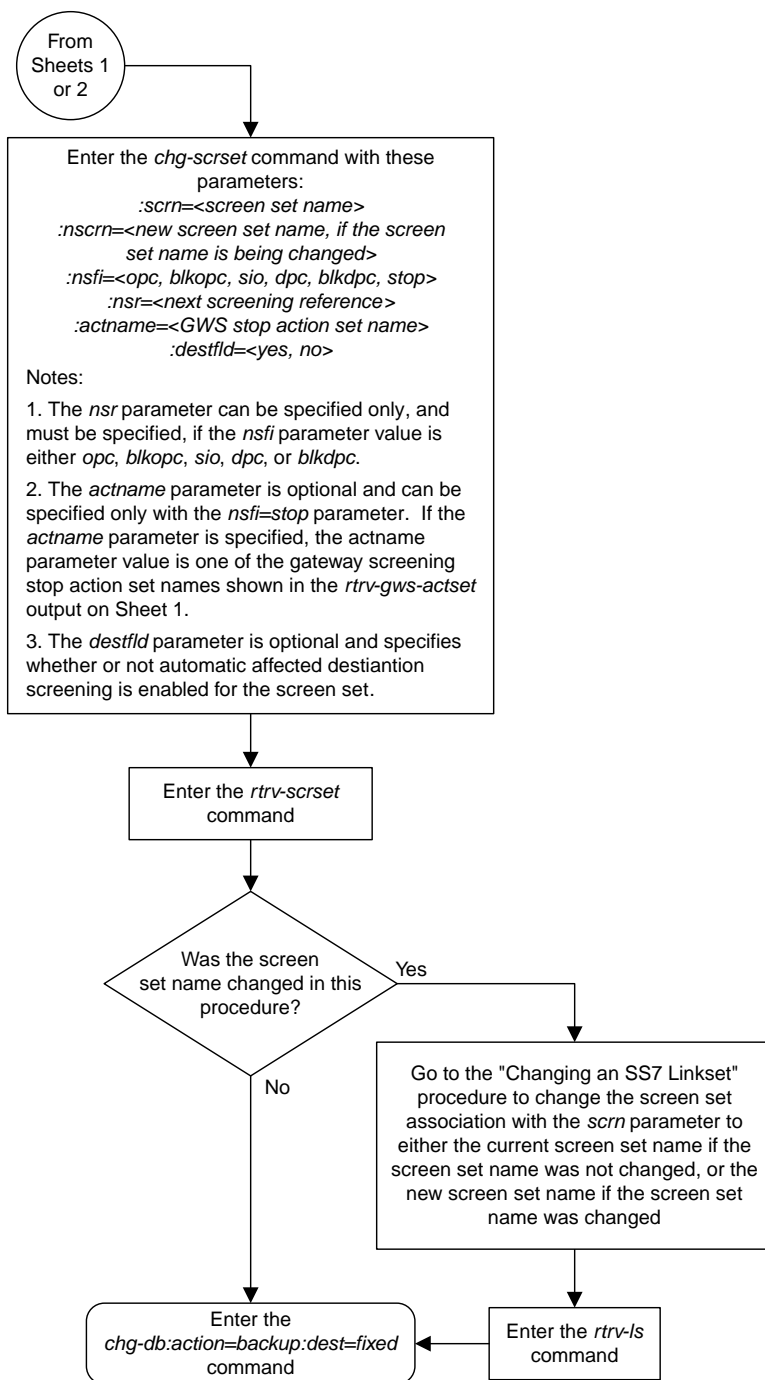 From
Sheets 1
or 2
Enter the chg-scrset command with these
parameters:
:scrn=<screen set name>
:nscrn=<new screen set name, if the screen
set name is being changed>
:nsfi=<opc, blkopc, sio, dpc, blkdpc, stop>
:nsr=<next screening reference>
:actname=<GWS stop action set name>
:destfld=<yes, no>
Notes:
1. The nsr parameter can be specified only, and
must be specified, if the nsfi parameter value is
either opc, blkopc, sio, dpc, or blkdpc.
2. The actname parameter is optional and can be
specified only with the nsfi=stop parameter. If the
actname parameter is specified, the actname
parameter value is one of the gateway screening
stop action set names shown in the rtrv-gws-actset
output on Sheet 1.
3. The destfld parameter is optional and specifies
whether or not automatic affected destiantion
screening is enabled for the screen set.
Enter the rtrv-scrset
command
Was the screen
set name changed in this
procedure?
Yes
No
Go to the "Changing an SS7 Linkset"
procedure to change the screen set
association with the scrn parameter to
either the current screen set name if the
screen set name was not changed, or the
new screen set name if the screen set
name was changed
Enter the
chg-db:action=backup:dest=fixed
command
Enter the rtrv-ls
command